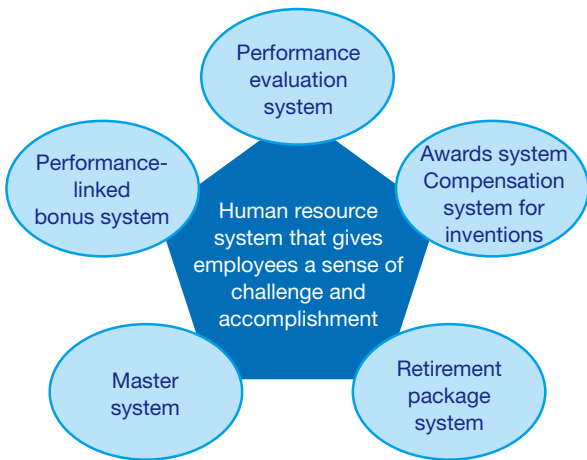 Performance
evaluation
system
Performance-
linked
bonus system
Awards system
Compensation
system for
inventions
Human resource
system that gives
employees a sense of
challenge and
accomplishment
Master
system
Retirement
package
system